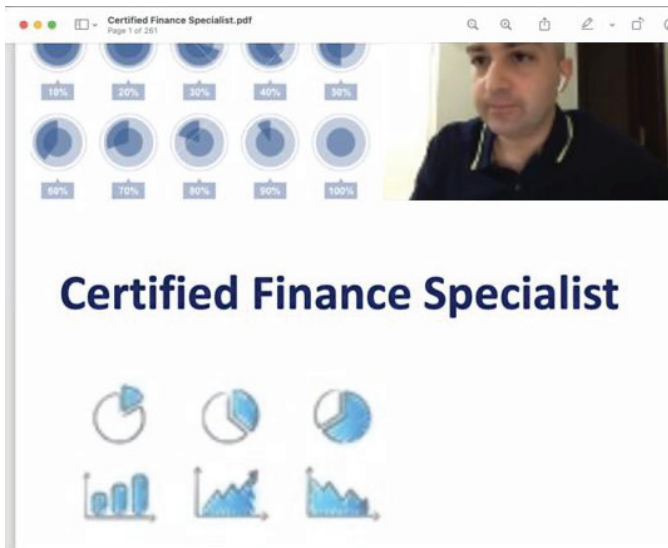 Certified Finance Specialist.pdf
Page 1 of 261
10% 20% 30% 40% 50%
60% 70% 80% 90% 100%
Certified Finance Specialist